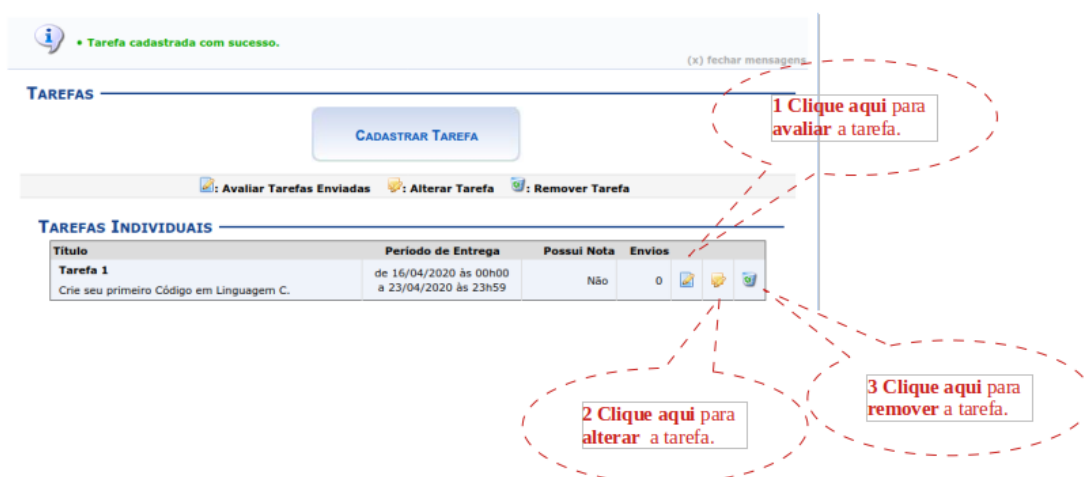 • Tarefa cadastrada com sucesso.
(x) fechar mensagens
TAREFAS
1 Clique aqui para
avaliar a tarefa.
CADASTRAR TAREFA
: Avaliar Tarefas Enviadas : Alterar Tarefa : Remover Tarefa
TAREFAS INDIVIDUAIS
Título Período de Entrega Possui Nota Envios
Tarefa 1
Crie seu primeiro Código em Linguagem C.
de 16/04/2020 às 00h00
a 23/04/2020 às 23h59
Não 0
3 Clique aqui para
remover a tarefa.
2 Clique aqui para
alterar a tarefa.